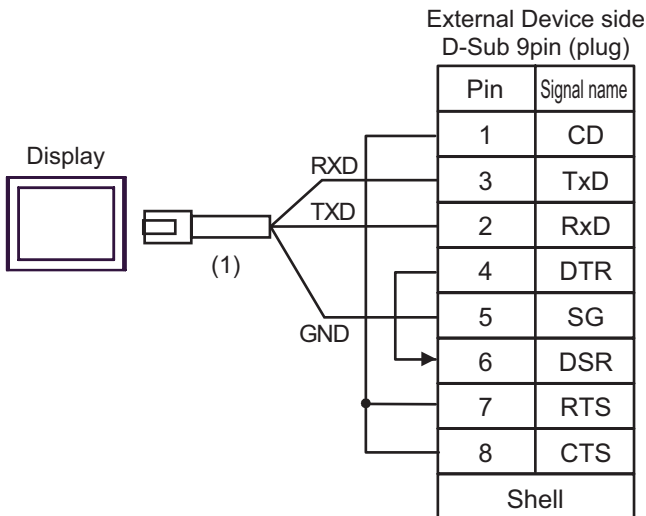 External Device side
D-Sub 9pin (plug)
Pin Signal name
1 CD
Display
RXD
3 TxD
TXD
2 RxD
(1)
4 DTR
5 SG
GND
6 DSR
7 RTS
8 CTS
Shell